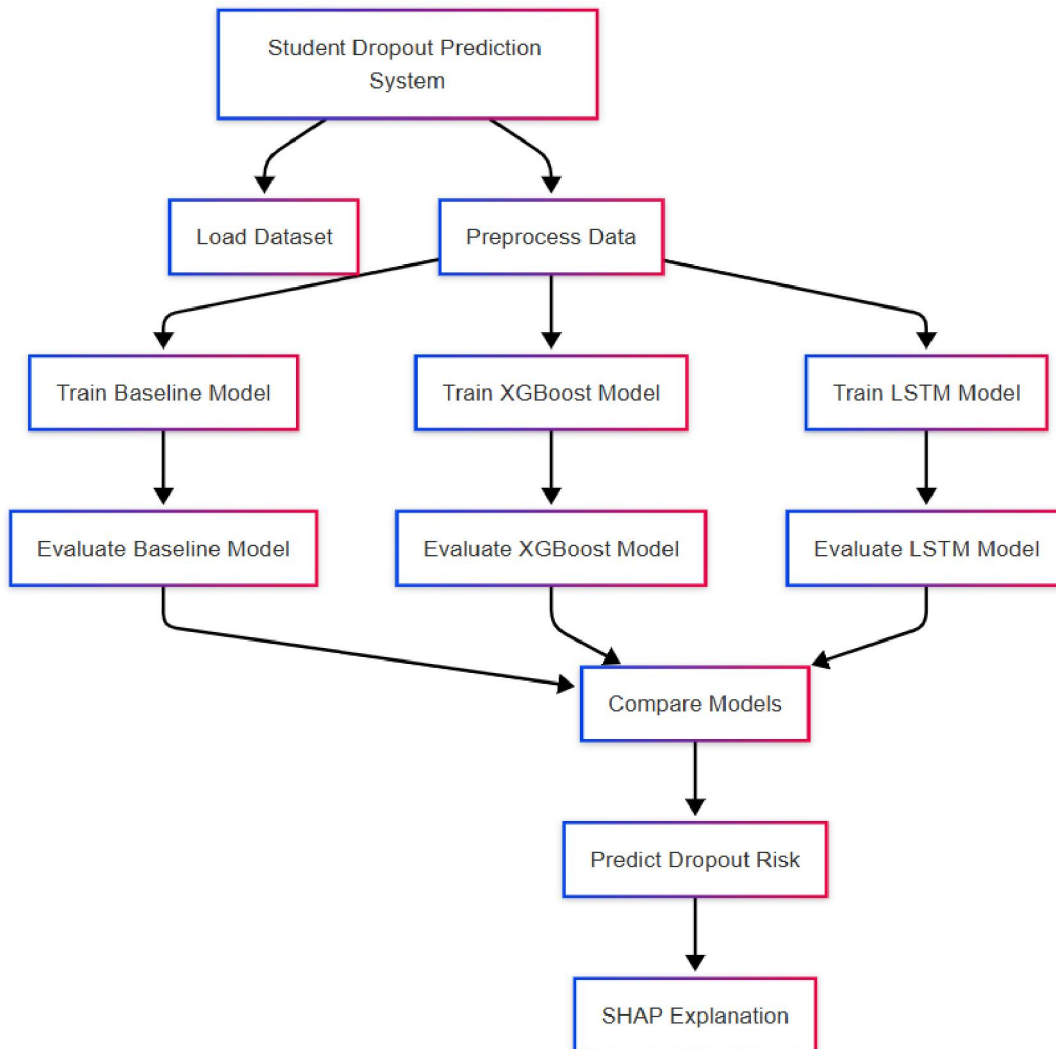 Student Dropout Prediction
System
Load Dataset
Preprocess Data
Train Baseline Model
Train XGBoost Model
Train LSTM Model
Evaluate Baseline Model
Evaluate XGBoost Model
Evaluate LSTM Model
Compare Models
Predict Dropout Risk
SHAP Explanation